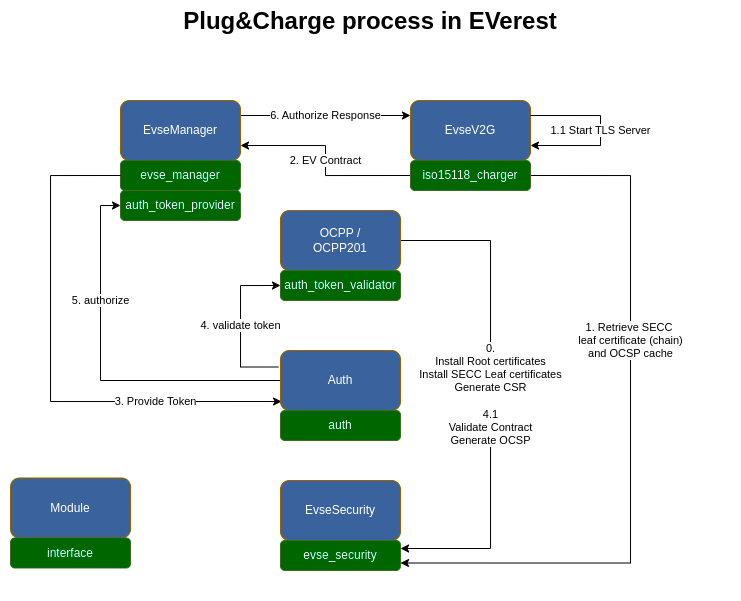 Plug&Charge process in EVerest
EvseManager
6. Authorize Response
EvseV2G
1.1 Start TLS Server
2. EV Contract
evse_manager
iso15118_charger
auth_token_provider
OCPP /
OCPP201
auth_token_validator
5. authorize
4. validate token
1. Retrieve SECC
leaf certificate (chain)
and OCSP cache
0.
Install Root certificates
Install SECC Leaf certificates
Generate CSR
Auth
3. Provide Token
auth
4.1
Validate Contract
Generate OCSP
Module
interface
EvseSecurity
evse_security